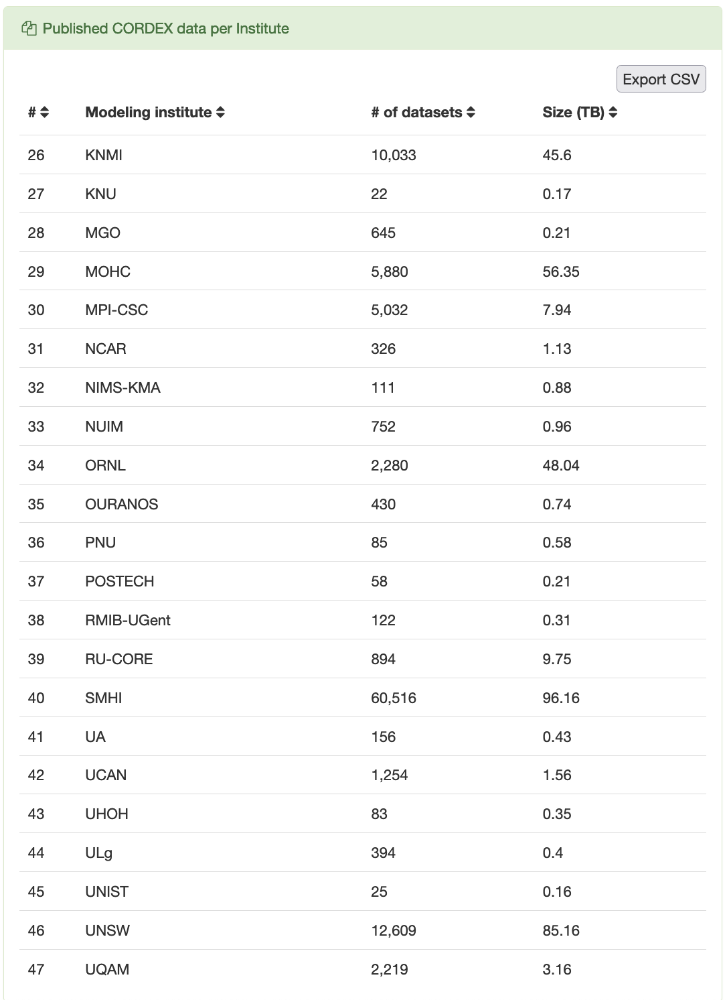 Published CORDEX data per Institute
Export CSV
# Modeling institute # of datasets Size (TB)
26 KNMI 10,033 45.6
27 KNU 22 0.17
28 MGO 645 0.21
29 MOHC 5,880 56.35
30 MPI-CSC 5,032 7.94
31 NCAR 326 1.13
32 NIMS-KMA 111 0.88
33 NUIM 752 0.96
34 ORNL 2,280 48.04
35 OURANOS 430 0.74
36 PNU 85 0.58
37 POSTECH 58 0.21
38 RMIB-UGent 122 0.31
39 RU-CORE 894 9.75
40 SMHI 60,516 96.16
41 UA 156 0.43
42 UCAN 1,254 1.56
43 UHOH 83 0.35
44 ULg 394 0.4
45 UNIST 25 0.16
46 UNSW 12,609 85.16
47 UQAM 2,219 3.16